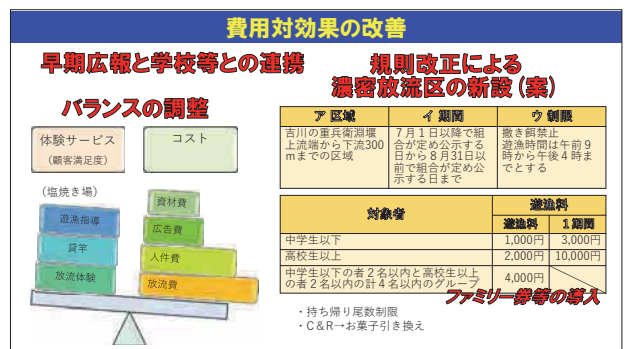 費用対効果の改善
早期広報と学校等との連携
バランスの調整
体験サービス
(顧客満足度)
コスト
(塩焼き場)
遊漁指導
貸竿
放流体験
資材費
広告費
人件費
放流費
規則改正による
濃密放流区の新設(案)
ア 区域
イ 期間
ウ 制限
吉川の重兵衛淵堰
上流端から下流300
mまでの区域
7月1日以降で組
合が定め公示する
日から8月31日以
前で組合が定め公
示する日まで
撒き餌禁止
遊漁時間は午前9
時から午後4時ま
でとする
対象者
遊漁料
遊漁料
1期間
中学生以下
1,000円
3,000円
高校生以上
2,000円
10,000円
中学生以下の者2名以内と高校生以上
の者2名以内の計4名以内のグループ
4,000円
ファミリー券等の導入
・持ち帰り尾数制限
・C&R→お菓子引き換え